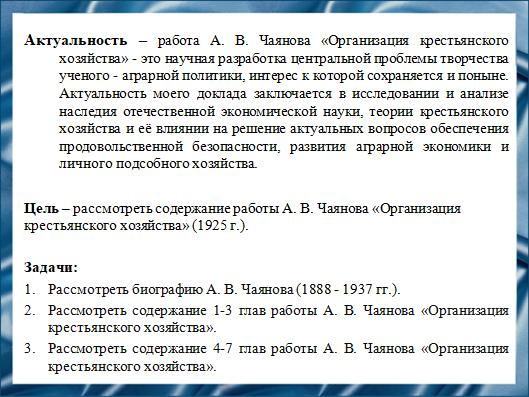 Актуальность – работа А. В. Чаянова «Организация крестьянского
хозяйства» - это научная разработка центральной проблемы творчества
ученого - аграрной политики, интерес к которой сохраняется и поныне.
Актуальность моего доклада заключается в исследовании и анализе
наследия отечественной экономической науки, теории крестьянского
хозяйства и её влиянии на решение актуальных вопросов обеспечения
продовольственной безопасности, развития аграрной экономики и
личного подсобного хозяйства.
Цель – рассмотреть содержание работы А. В. Чаянова «Организация
крестьянского хозяйства» (1925 г.).
Задачи:
1. Рассмотреть биографию А. В. Чаянова (1888 - 1937 гг.).
2. Рассмотреть содержание 1-3 глав работы А. В. Чаянова «Организация
крестьянского хозяйства».
3. Рассмотреть содержание 4-7 глав работы А. В. Чаянова «Организация
крестьянского хозяйства».